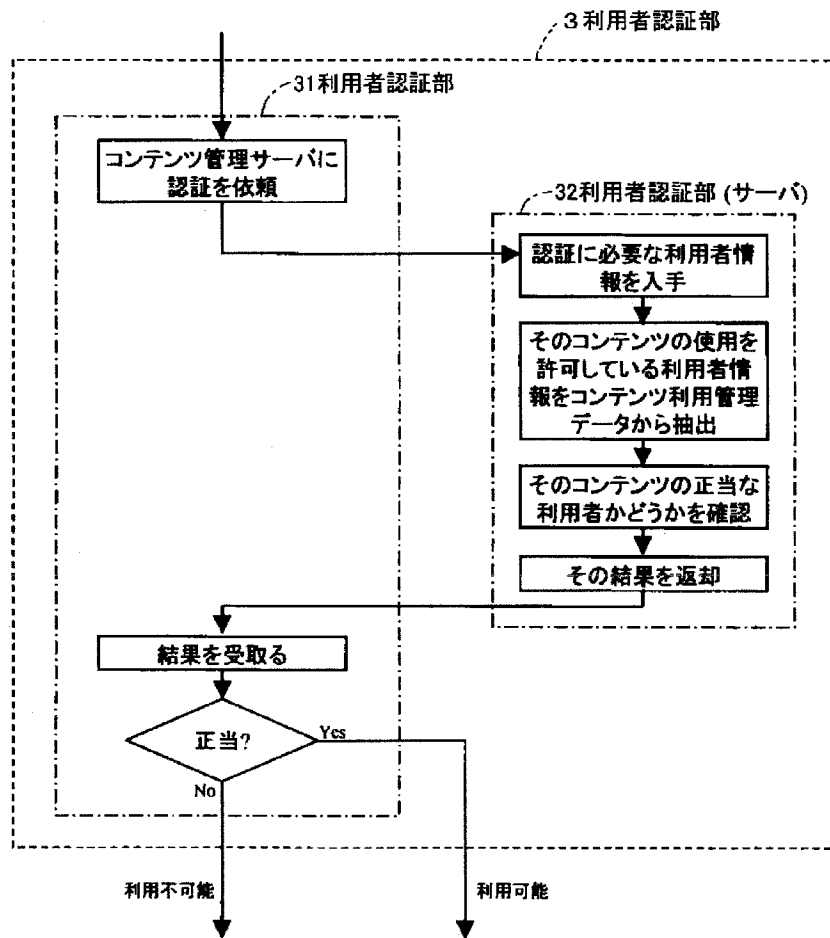 3利用者認証部
31利用者認証部
コンテンツ管理サーバに
認証を依頼
32利用者認証部 (サーバ)
認証に必要な利用者情
報を入手
そのコンテンツの使用を
許可している利用者情
報をコンテンツ利用管理
データから抽出
そのコンテンツの正当な
利用者かどうかを確認
その結果を返却
結果を受取る
正当?
Yes
No
利用不可能
利用可能